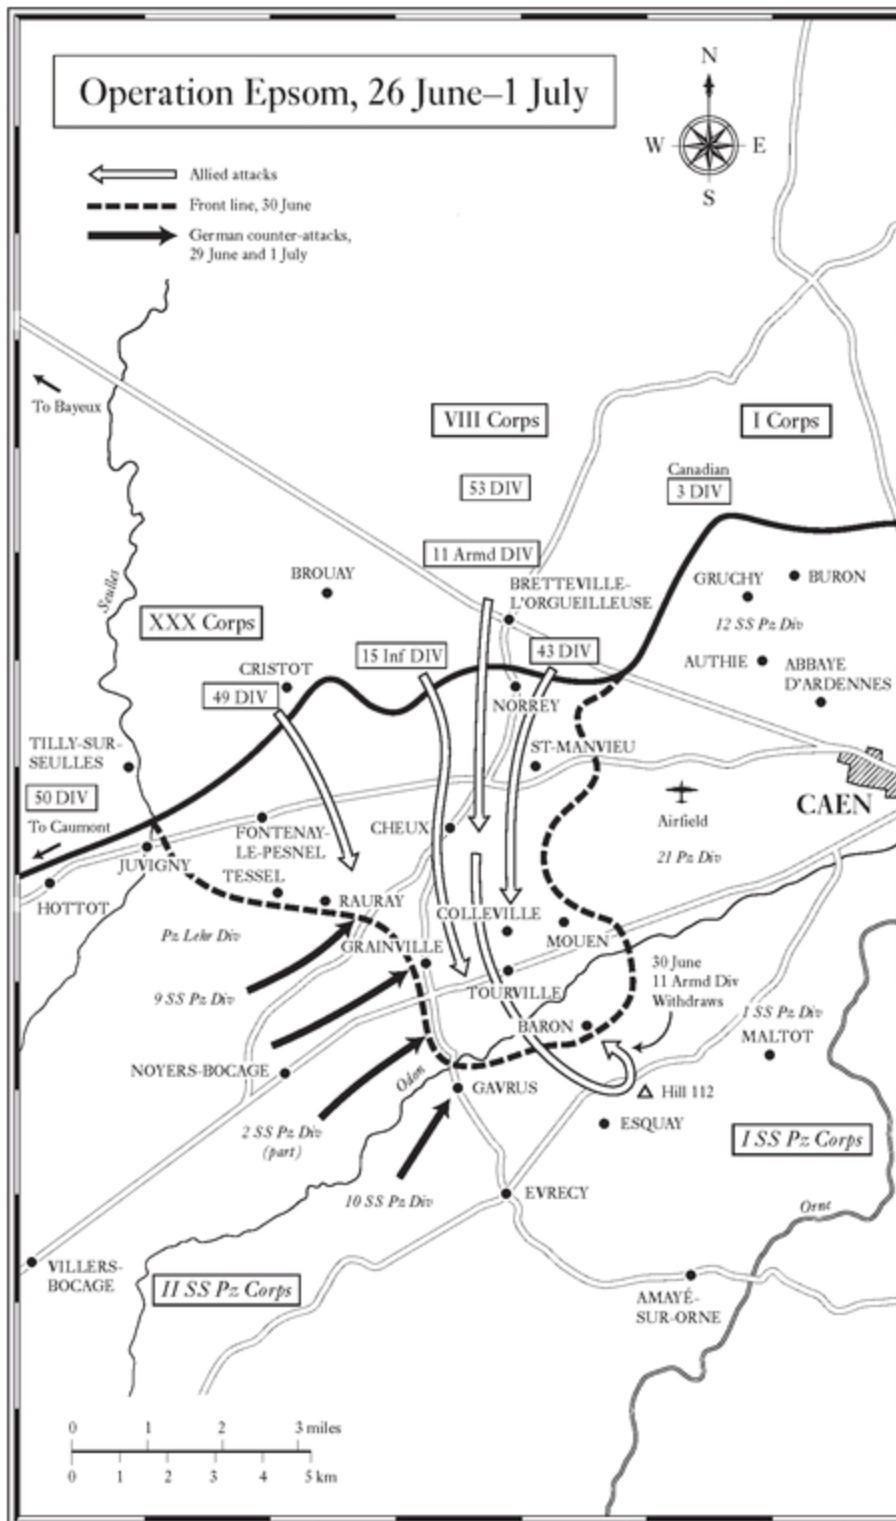 Operation Epsom, 26 June–1 July
N
W
E
S
Allied attacks
Front line, 30 June
German counter-attacks,
29 June and 1 July
To Bayeux
VIII Corps
I Corps
53 DIV
Canadian
3 DIV
11 Armd DIV
BROUAY
BRETTEVILLE-
L'ORGUEILLEUSE
GRUCHY
BURON
Seulles
12 SS Pz Div
XXX Corps
15 Inf DIV
43 DIV
CRISTOT
AUTHIE
ABBAYE
D'ARDENNES
49 DIV
NORREY
TILLY-SUR-
SEULLES
ST-MANVIEU
50 DIV
CAEN
To Caumont
FONTENAY-
LE-PESNEL
CHEUX
Airfield
JUVIGNY
21 Pz Div
TESSEL
HOTTOT
RAURAY
COLLEVILLE
Pz Lehr Div
GRAINVILLE
MOUEN
9 SS Pz Div
TOURVILLE
30 June
11 Armd Div
Withdraws
1 SS Pz Div
BARON
MALTOT
NOYERS-BOCAGE
Odon
GAVRUS
Hill 112
2 SS Pz Div
(part)
ESQUAY
I SS Pz Corps
10 SS Pz Div
EVRECY
Orne
VILLERS-
BOCAGE
II SS Pz Corps
AMAYÉ-
SUR-ORNE
0 1 2 3 miles
0 1 2 3 4 5 km